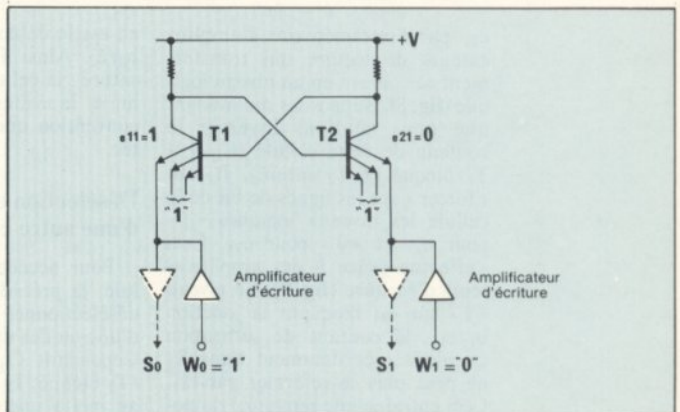 +V
e11=1 T1 T2 e21=0
"1" "1"
Amplificateur d'écriture
Amplificateur d'écriture
S0 W0="1" S1 W1="0"